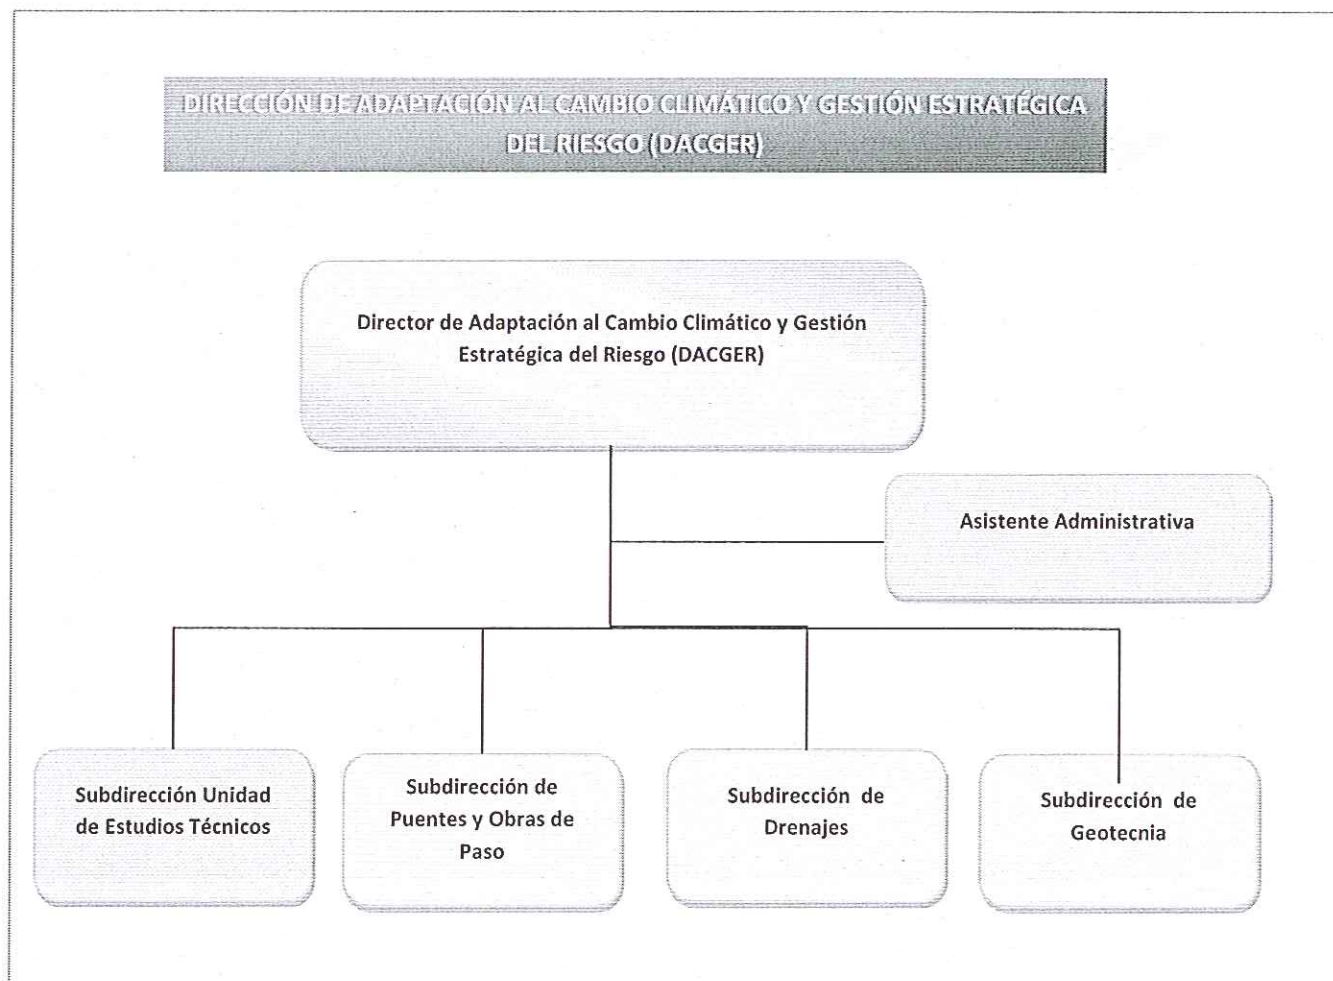 DIRECCIÓN DE ADAPTACIÓN AL CAMBIO CLIMÁTICO Y GESTIÓN ESTRATÉGICA
DEL RIESGO (DACGER)
Director de Adaptación al Cambio Climático y Gestión
Estratégica del Riesgo (DACGER)
Asistente Administrativa
Subdirección Unidad
de Estudios Técnicos
Subdirección de
Puentes y Obras de
Paso
Subdirección de
Drenajes
Subdirección de
Geotecnia